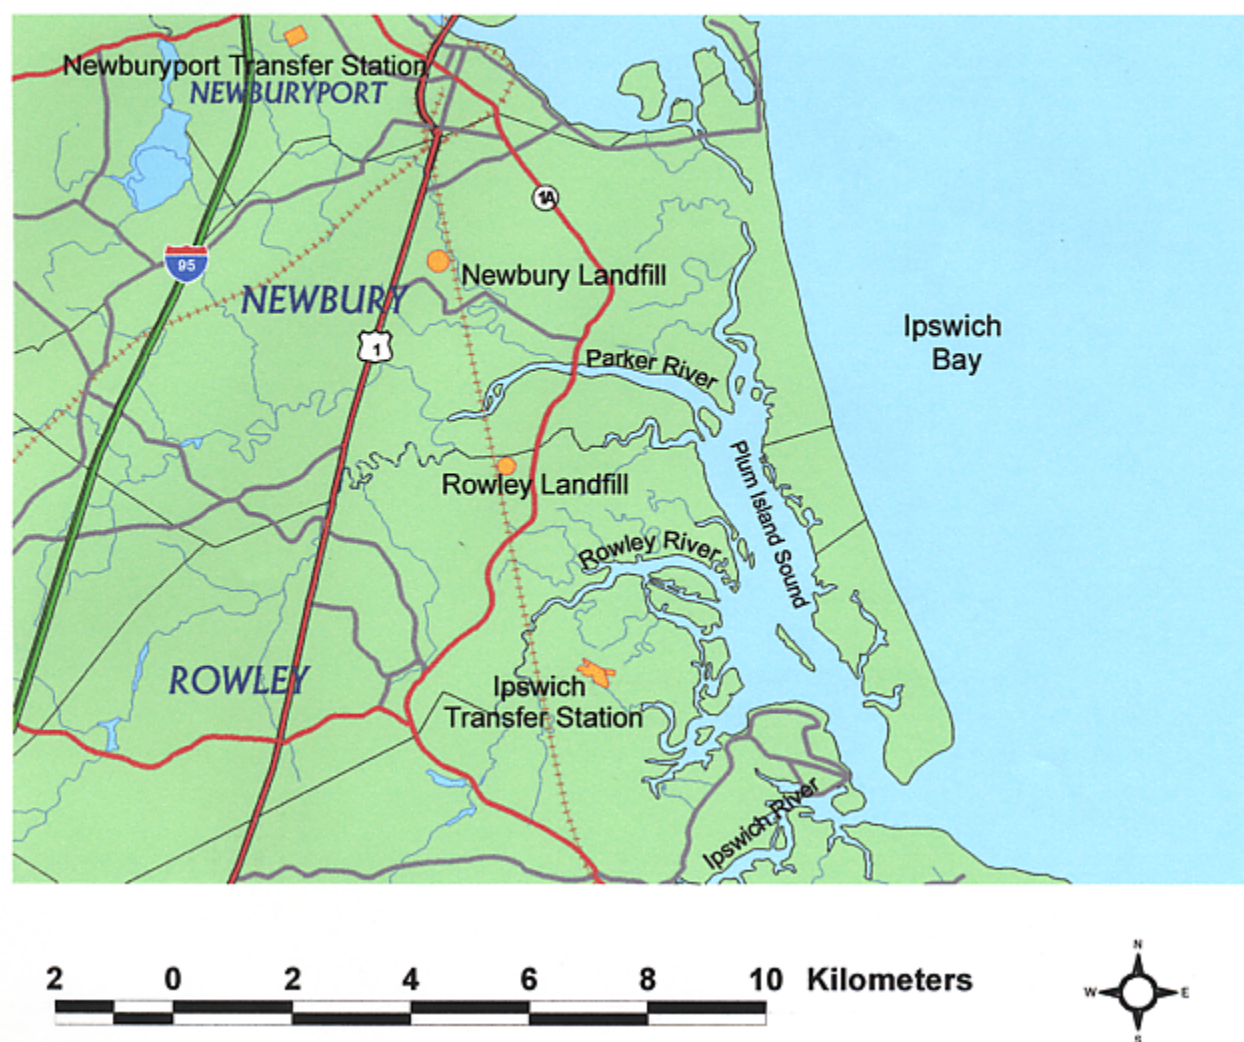 Newburyport Transfer Station
NEWBURYPORT
1A
95
Newbury Landfill
NEWBURY
Ipswich
Bay
1
Parker River
Plum Island Sound
Rowley Landfill
Rowley River
ROWLEY
Ipswich
Transfer Station
Ipswich River
2 0 2 4 6 8 10 Kilometers
N
W E
S